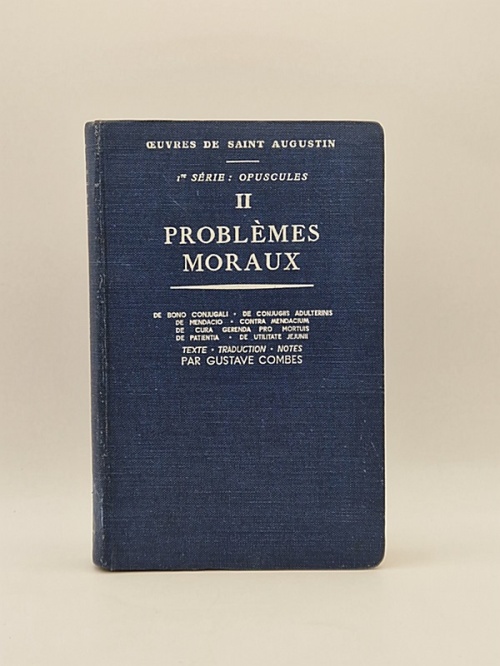 ŒUVRES DE SAINT AUGUSTIN
1re SÉRIE : OPUSCULES
II
PROBLÈMES
MORAUX
DE BONO CONJUGALI • DE CONJUGIIS ADULTERINIS
DE MENDACIO • CONTRA MENDACIUM
DE CURA GERENDA PRO MORTUIS
DE PATIENTIA • DE UTILITATE JEJUNII
TEXTE • TRADUCTION • NOTES
PAR GUSTAVE COMBES